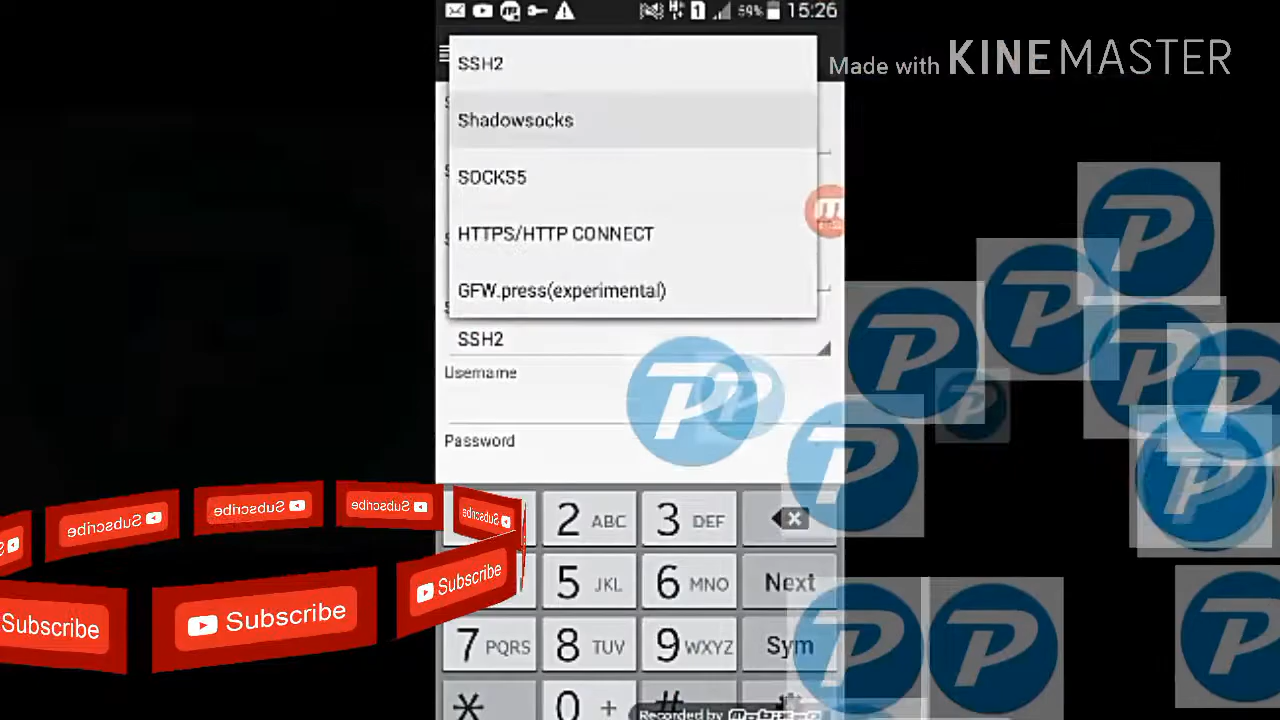 59% 15:26
Made with KINEMASTER
SSH2
Shadowsocks
SOCKS5
HTTPS/HTTP CONNECT
GFW.press(experimental)
SSH2
Username
Password
Subscribe
Subscribe
Subscribe
Subscribe
2 ABC
3 DEF
5 JKL
6 MNO
Next
Subscribe
Subscribe
Subscribe
7 PQRS
8 TUV
9 WXYZ
Sym
*
0 +
#
Recorded by